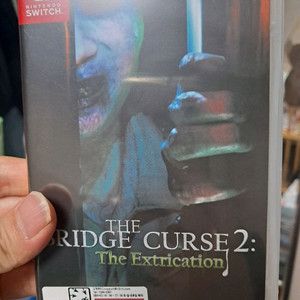 NINTENDO
SWITCH
THE
BRIDGE CURSE 2:
The Extrication